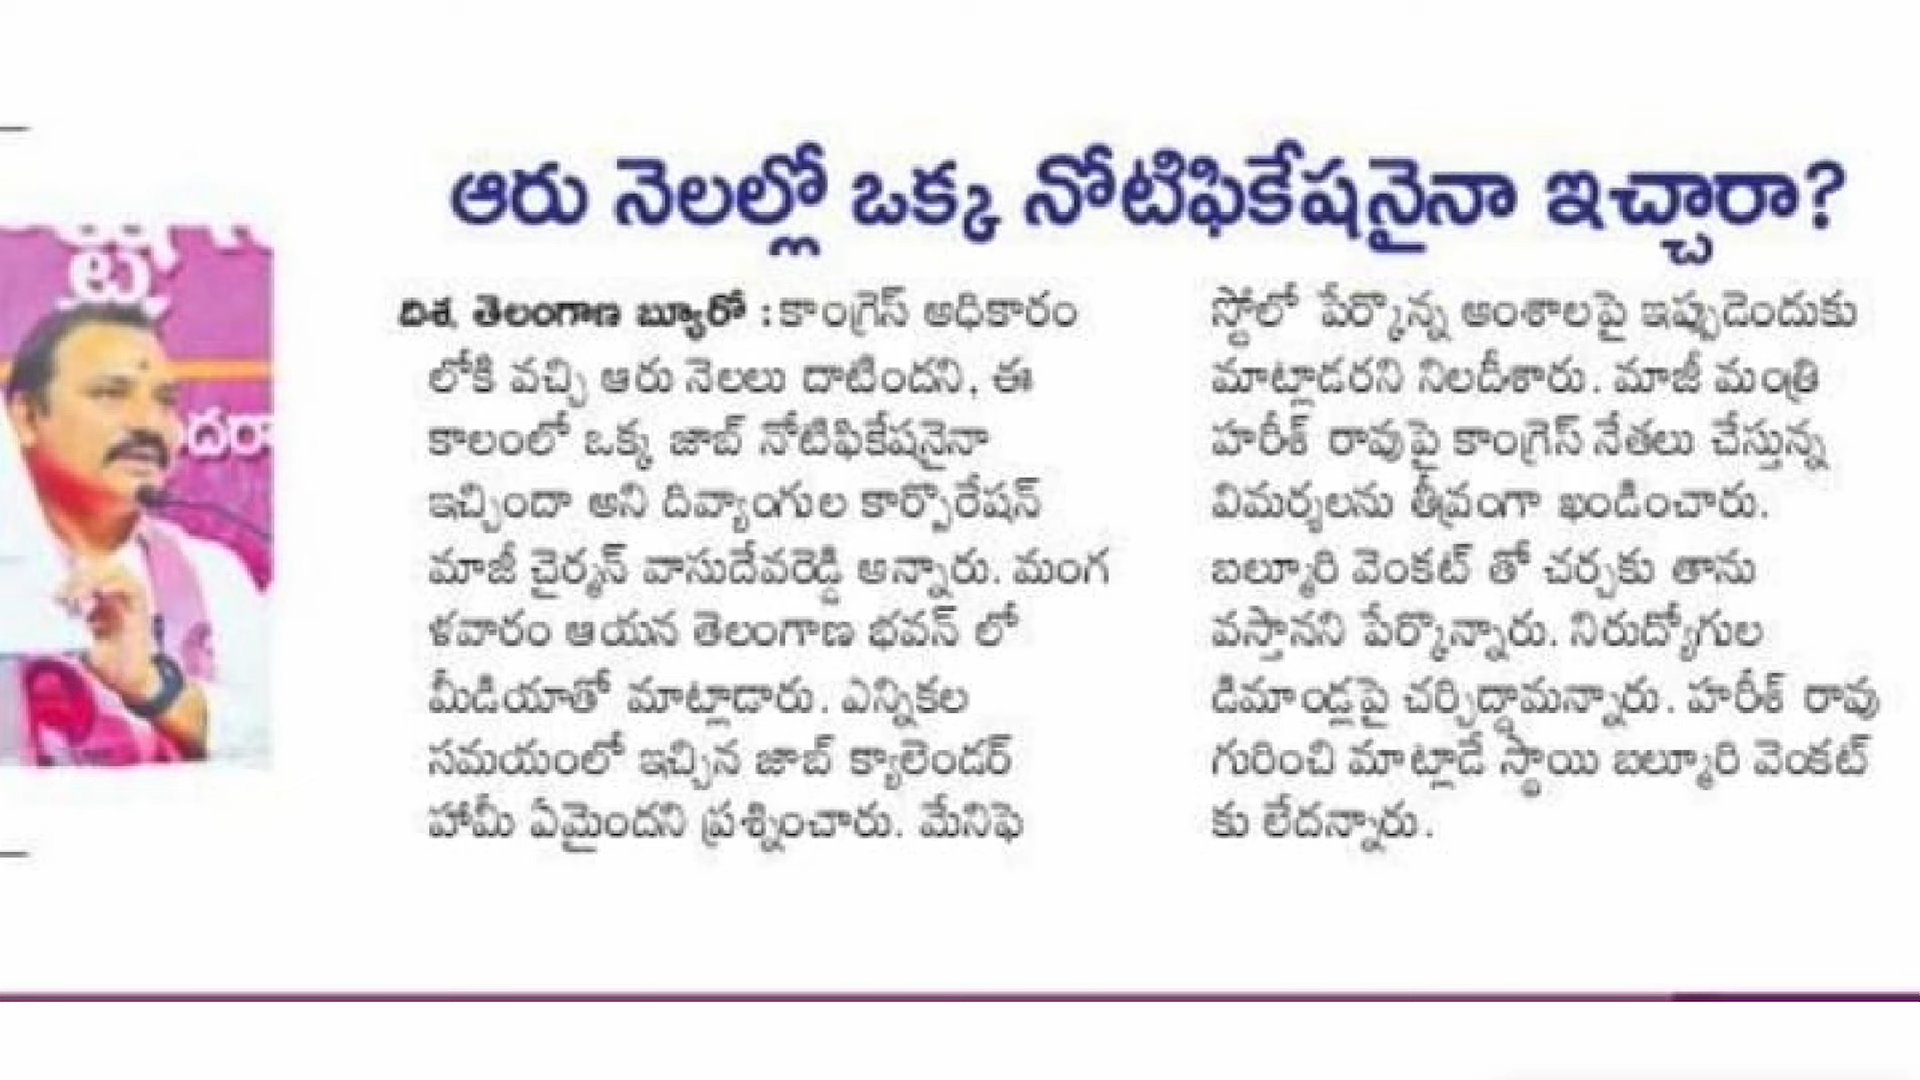 ఆరు నెలల్లో ఒక్క నోటిఫికేషనైనా ఇచ్చారా?
దిశ, తెలంగాణ బ్యూరో : కాంగ్రెస్ అధికారం
లోకి వచ్చి ఆరు నెలలు దాటిందని, ఈ
కాలంలో ఒక్క జాబ్ నోటిఫికేషనైనా
ఇచ్చిందా అని దివ్యాంగుల కార్పొరేషన్
మాజీ చైర్మన్ వాసుదేవరెడ్డి అన్నారు. మంగ
ళవారం ఆయన తెలంగాణ భవన్ లో
మీడియాతో మాట్లాడారు. ఎన్నికల
సమయంలో ఇచ్చిన జాబ్ క్యాలెండర్
హామీ ఏమైందని ప్రశ్నించారు. మేనిఫె
స్టోలో పేర్కొన్న అంశాలపై ఇప్పుడెందుకు
మాట్లాడరని నిలదీశారు. మాజీ మంత్రి
హరీశ్ రావుపై కాంగ్రెస్ నేతలు చేస్తున్న
విమర్శలను తీవ్రంగా ఖండించారు.
బల్మూరి వెంకట్ తో చర్చకు తాను
వస్తానని పేర్కొన్నారు. నిరుద్యోగుల
డిమాండ్లపై చర్చిద్దామన్నారు. హరీశ్ రావు
గురించి మాట్లాడే స్థాయి బల్మూరి వెంకట్
కు లేదన్నారు.